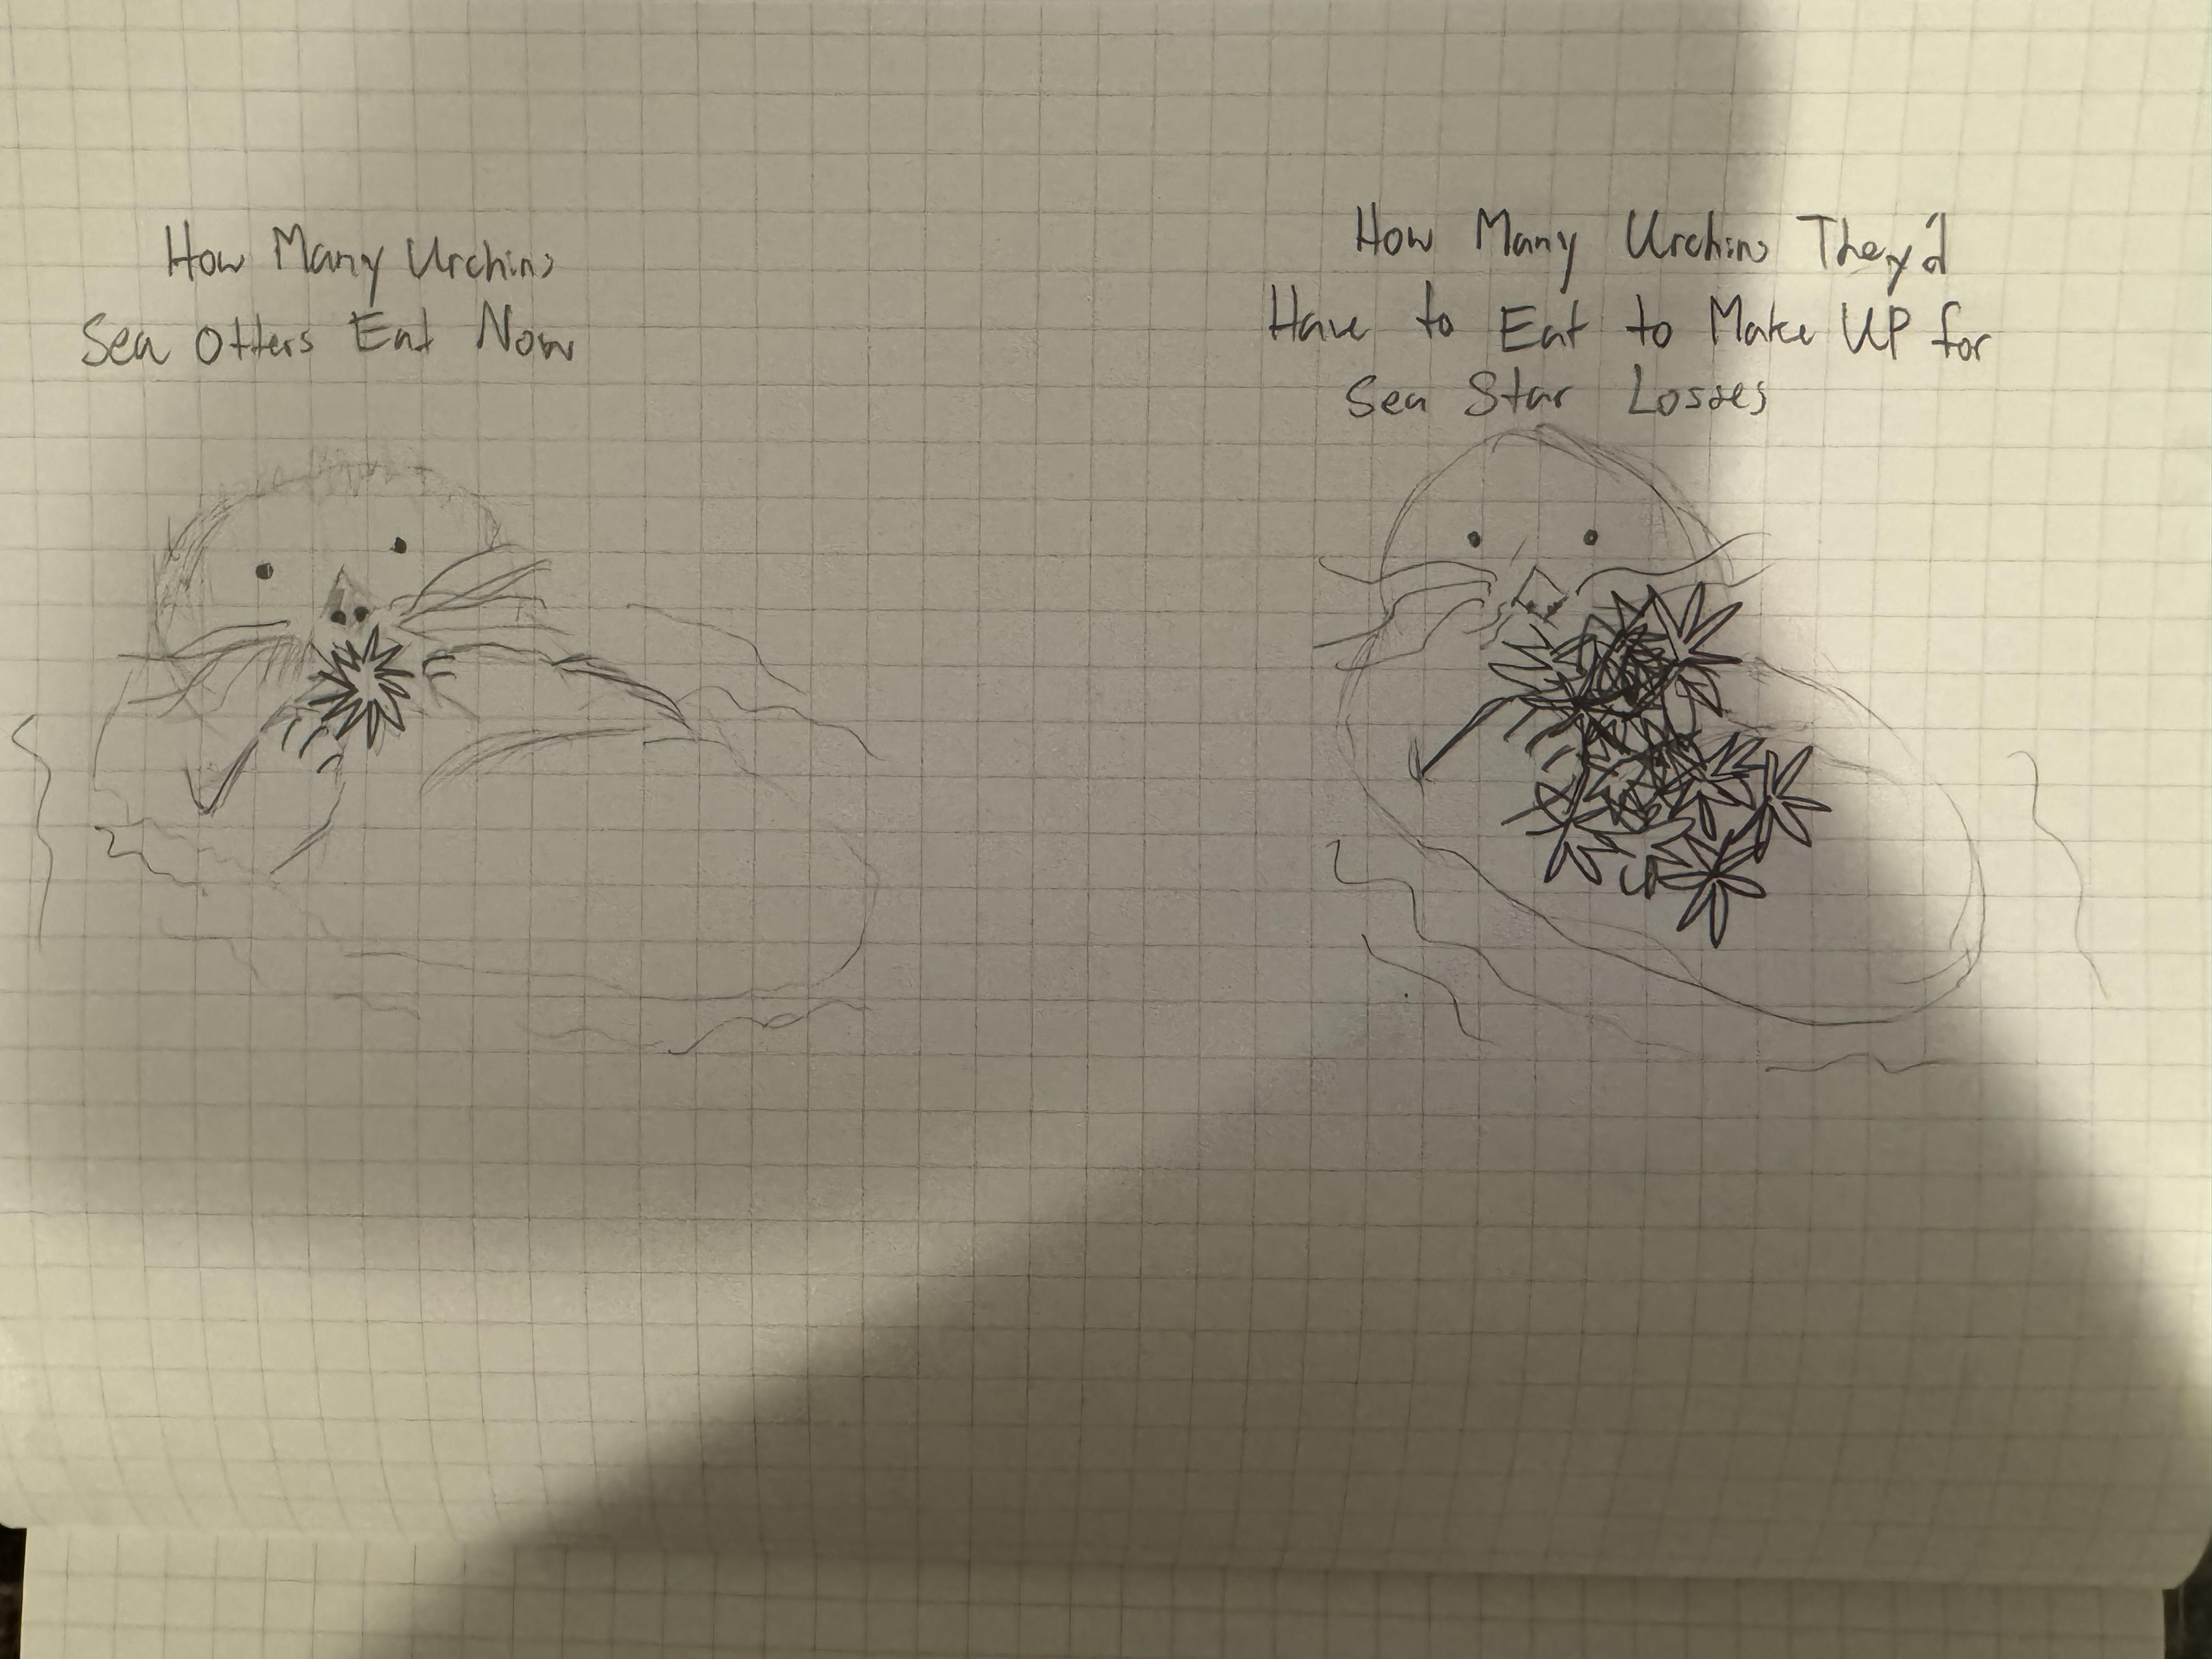 How Many Urchins
Sea Otters Eat Now
How Many Urchins They'd
Have to Eat to Make UP for
Sea Star Losses